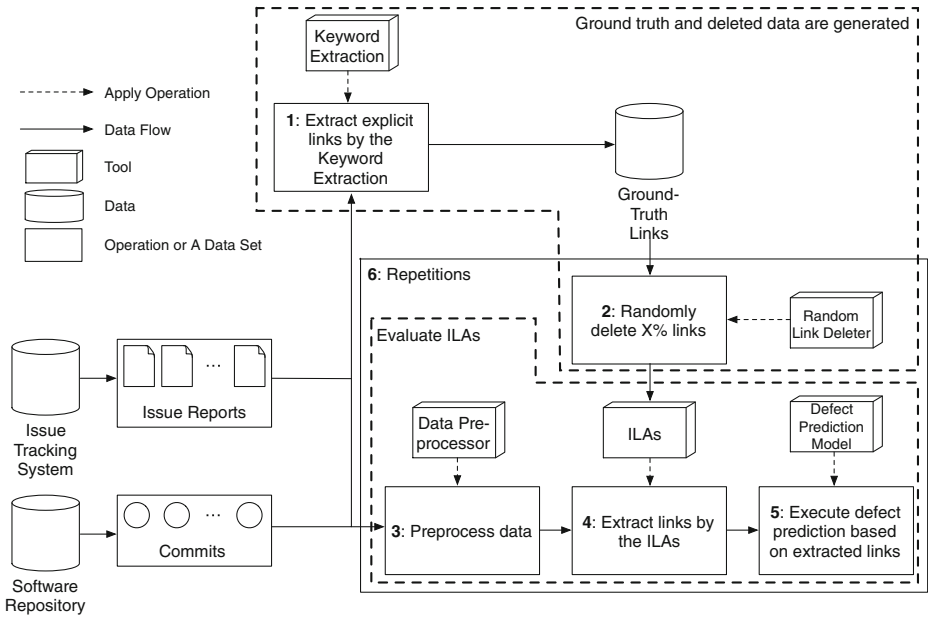 Ground truth and deleted data are generated
Keyword
Extraction
Apply Operation
Data Flow
Tool
Data
Operation or A Data Set
1: Extract explicit
links by the
Keyword
Extraction
Ground-
Truth
Links
6: Repetitions
2: Randomly
delete X% links
Random
Link Deleter
Evaluate ILAs
...
Issue Reports
Issue
Tracking
System
Data Pre-
processor
ILAs
Defect
Prediction
Model
...
Commits
Software
Repository
3: Preprocess data
4: Extract links by
the ILAs
5: Execute defect
prediction based
on extracted links